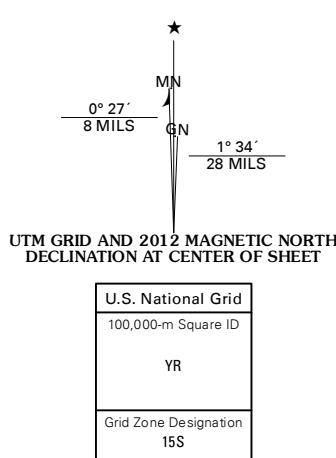 ★
MN
0° 27´
8 MILS
GN
1° 34´
28 MILS
UTM GRID AND 2012 MAGNETIC NORTH
DECLINATION AT CENTER OF SHEET
U.S. National Grid
100,000-m Square ID
YR
Grid Zone Designation
15S